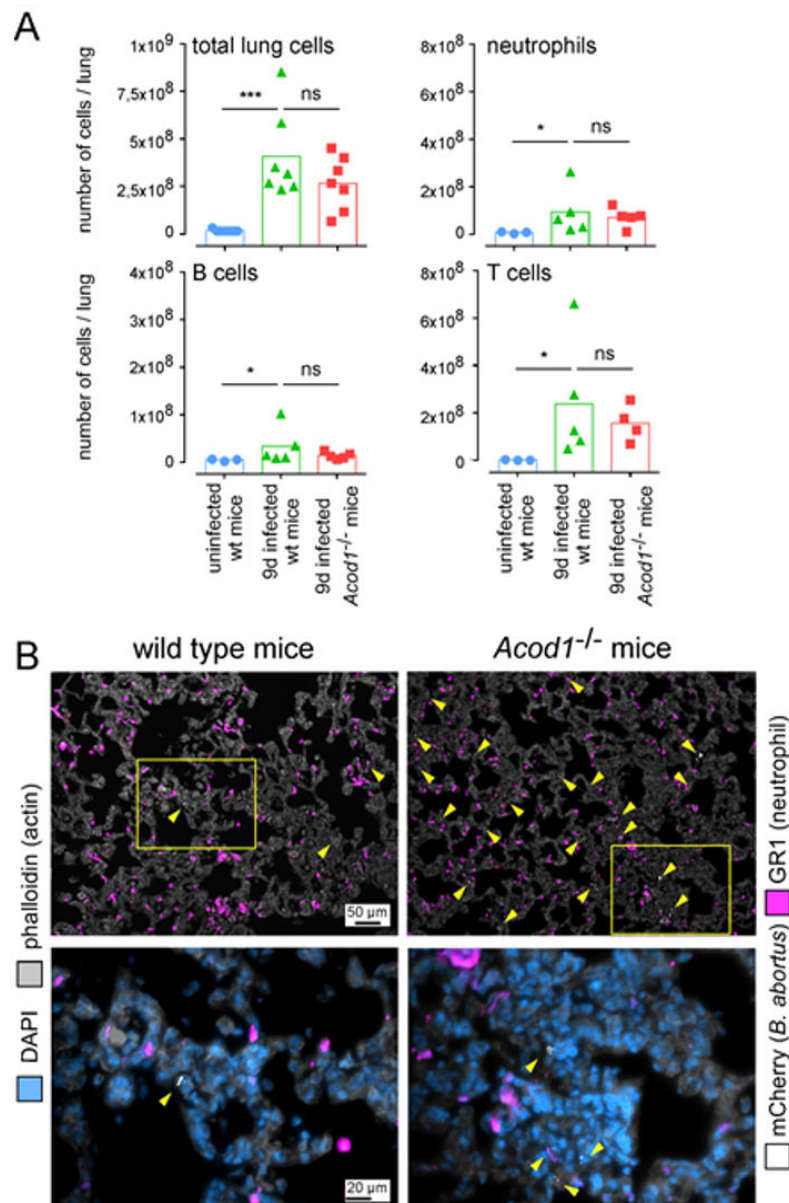 A
total lung cells
neutrophils
number of cells / lung
1x10⁹
7,5x10⁸
5x10⁸
2,5x10⁸
0
*** ns
8x10⁸
6x10⁸
4x10⁸
2x10⁸
0
* ns
B cells
T cells
number of cells / lung
4x10⁸
3x10⁸
2x10⁸
1x10⁸
0
* ns
8x10⁸
6x10⁸
4x10⁸
2x10⁸
0
* ns
uninfected
wt mice
9d infected
wt mice
9d infected
Acod1⁻/⁻ mice
uninfected
wt mice
9d infected
wt mice
9d infected
Acod1⁻/⁻ mice
B
wild type mice
Acod1⁻/⁻ mice
50 µm
20 µm
DAPI
phalloidin (actin)
mCherry (B. abortus)
GR1 (neutrophil)